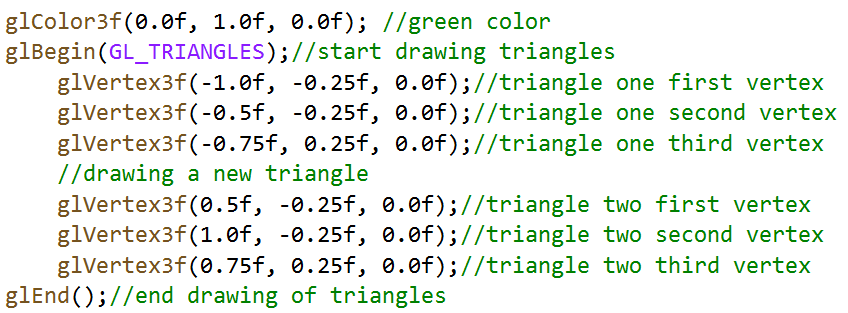 glColor3f(0.0f, 1.0f, 0.0f); //green color
glBegin(GL_TRIANGLES);//start drawing triangles
    glVertex3f(-1.0f, -0.25f, 0.0f);//triangle one first vertex
    glVertex3f(-0.5f, -0.25f, 0.0f);//triangle one second vertex
    glVertex3f(-0.75f, 0.25f, 0.0f);//triangle one third vertex
    //drawing a new triangle
    glVertex3f(0.5f, -0.25f, 0.0f);//triangle two first vertex
    glVertex3f(1.0f, -0.25f, 0.0f);//triangle two second vertex
    glVertex3f(0.75f, 0.25f, 0.0f);//triangle two third vertex
glEnd();//end drawing of triangles